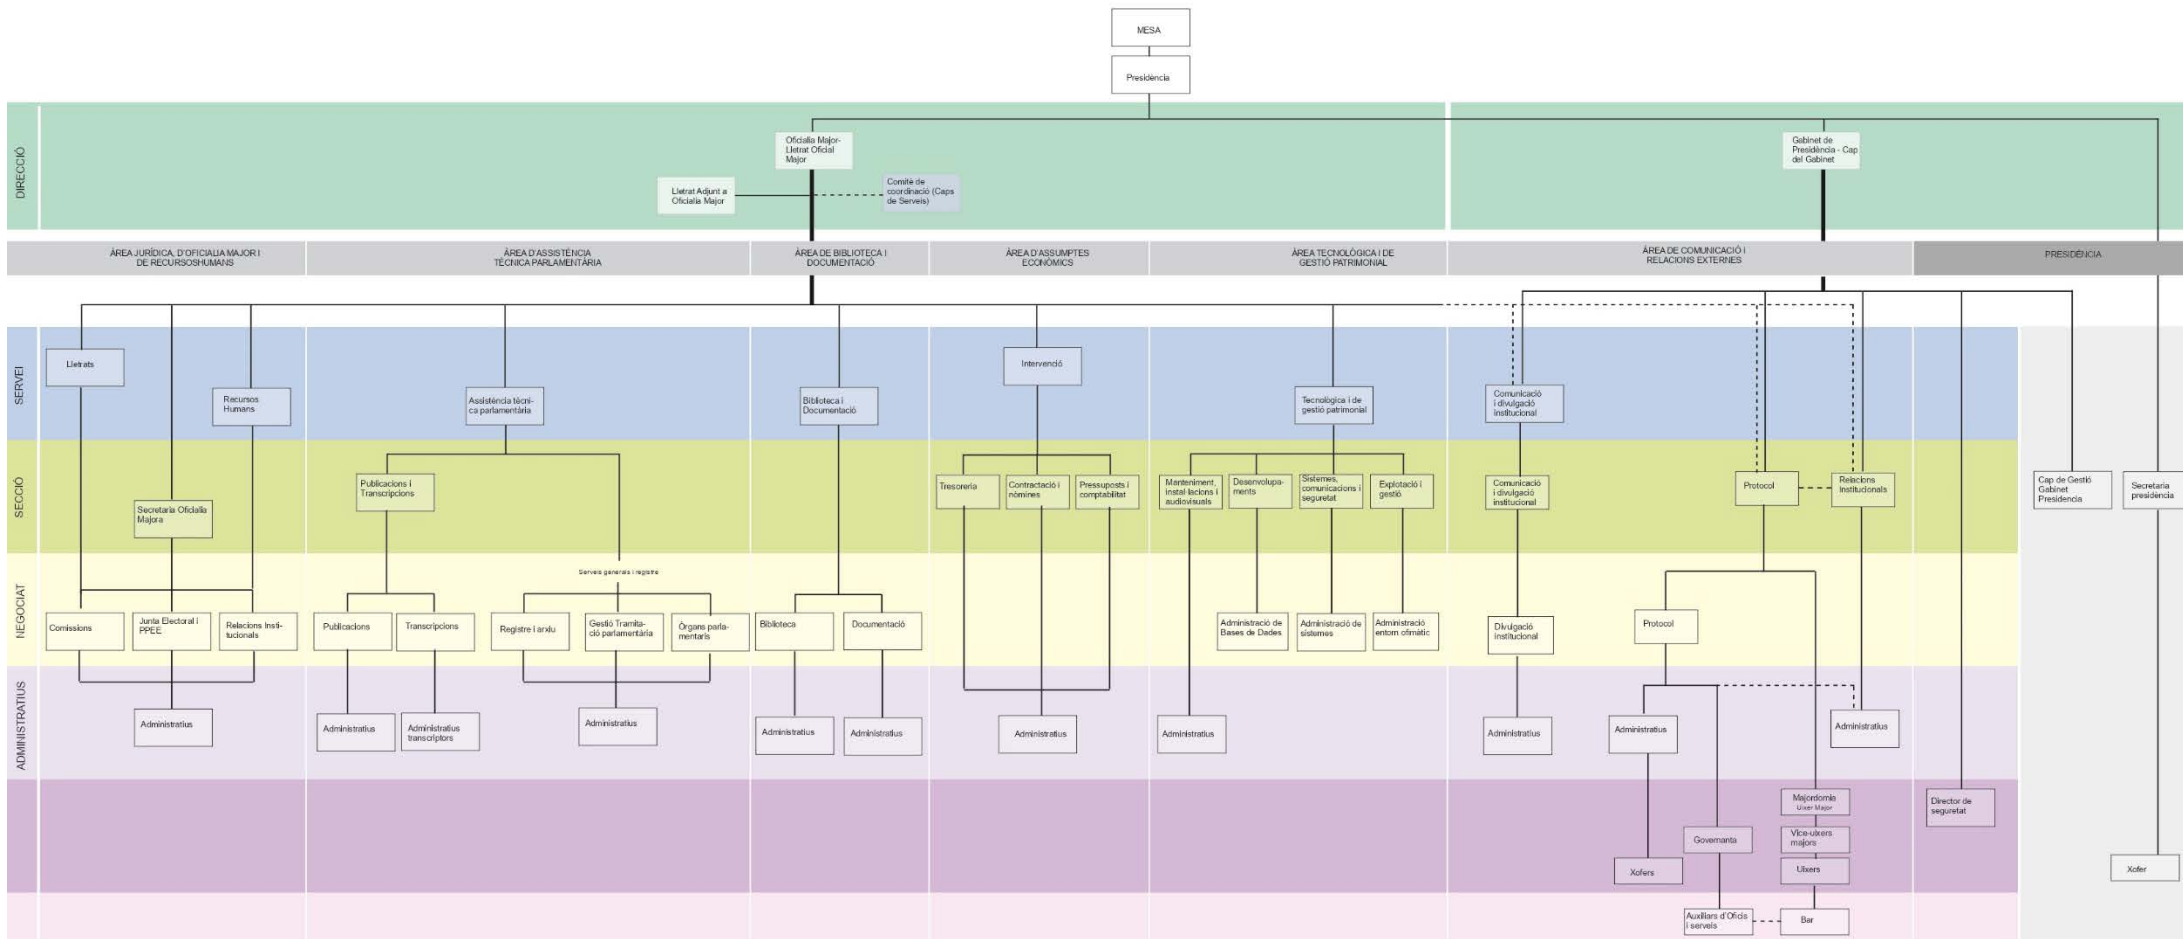 MESA
Presidència
DIRECCIÓ
Oficialia Major-
Lletrat Oficial
Major
Gabinet de
Presidència - Cap
del Gabinet
Lletrat Adjunt a
Oficialia Major
Comitè de
coordinació (Caps
de Serveis)
ÀREA JURÍDICA, D'OFICIALIA MAJOR I
DE RECURSOSHUMANS
ÀREA D'ASSISTÈNCIA
TÈCNICA PARLAMENTÀRIA
ÀREA DE BIBLIOTECA I
DOCUMENTACIÓ
ÀREA D'ASSUMPTES
ECONÒMICS
ÀREA TECNOLÒGICA I DE
GESTIÓ PATRIMONIAL
ÀREA DE COMUNICACIÓ I
RELACIONS EXTERNES
PRESIDÈNCIA
SERVEI
Lletrats
Recursos
Humans
Assistència tècni-
ca parlamentària
Biblioteca i
Documentació
Intervenció
Tecnològica i de
gestió patrimonial
Comunicació
i divulgació
institucional
SECCIÓ
Secretaria Oficialia
Majora
Publicacions i
Transcripcions
Tresoreria
Contractació i
nòmines
Pressuposts i
comptabilitat
Manteniment,
instal·lacions i
audiovisuals
Desenvolupa-
ments
Sistemes,
comunicacions i
seguretat
Explotació i
gestió
Comunicació
i divulgació
institucional
Protocol
Relacions
Institucionals
Cap de Gestió
Gabinet
Presidencia
Secretaria
presidència
NEGOCIAT
Serveis generals i registre
Comissions
Junta Electoral i
PPEE
Relacions Insti-
tucionals
Publicacions
Transcripcions
Registre i arxiu
Gestió Tramita-
ció parlamentària
Òrgans parla-
mentaris
Biblioteca
Documentació
Administració de
Bases de Dades
Administració de
sistemes
Administració
entorn ofimàtic
Divulgació
institucional
Protocol
ADMINISTRATIUS
Administratius
Administratius
Administratius
transcriptors
Administratius
Administratius
Administratius
Administratius
Administratius
Administratius
Administratius
Administratius
Majordomia
Uixer Major
Director de
seguretat
Governanta
Vice-uixers
majors
Xofers
Uixers
Xofer
Auxiliars d'Oficis
i serveis
Bar